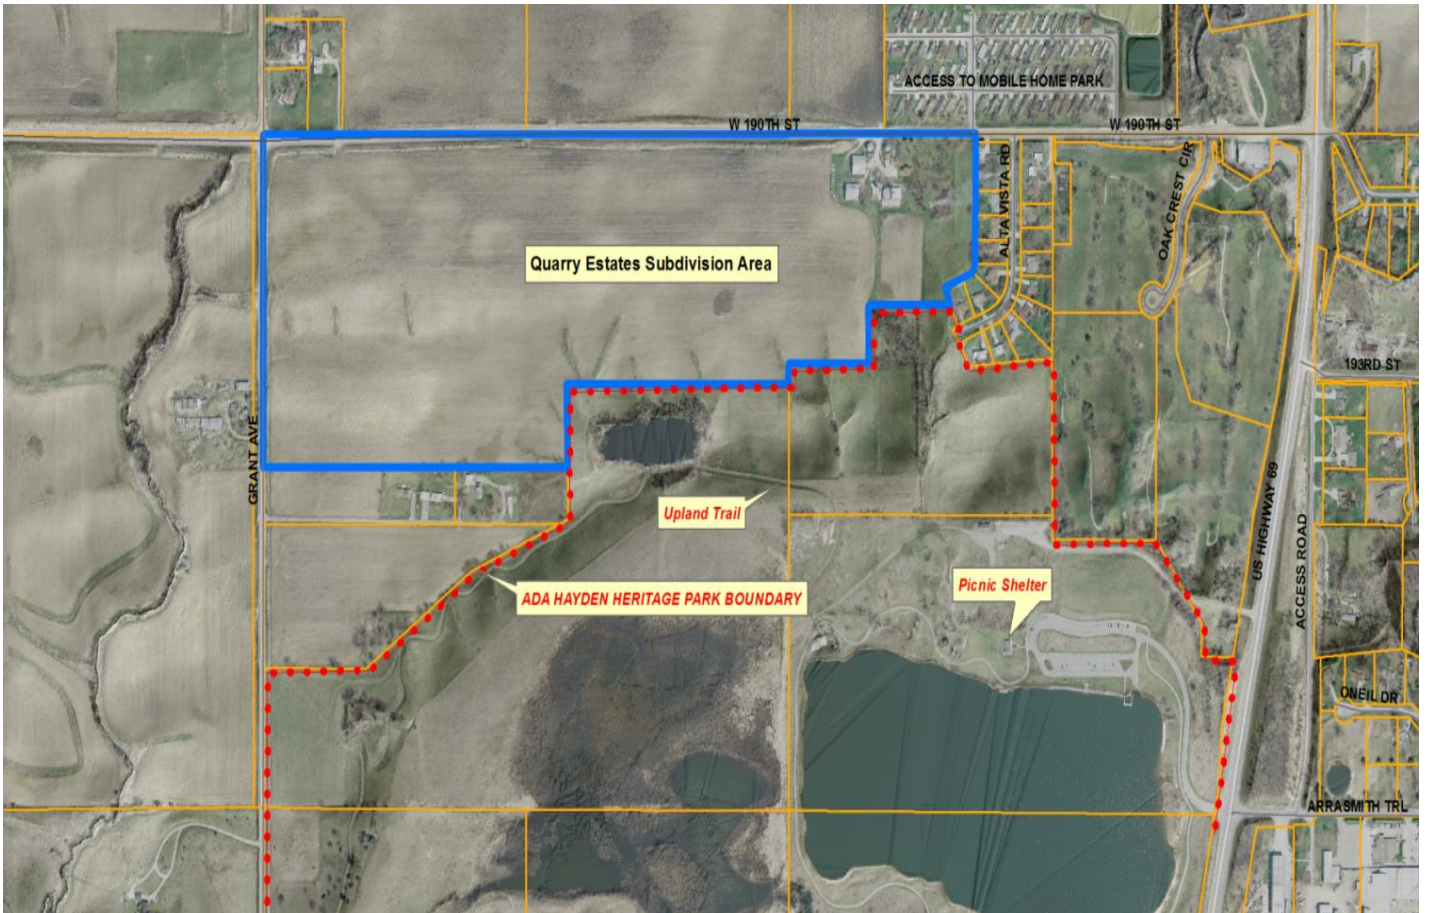 ACCESS TO MOBILE HOME PARK
W 190TH ST
W 190TH ST
ALTA VISTA RD
OAK CREST CIR
Quarry Estates Subdivision Area
193RD ST
GRANT AVE
US HIGHWAY 69
ACCESS ROAD
Upland Trail
Picnic Shelter
ADA HAYDEN HERITAGE PARK BOUNDARY
ONEIL DR
ARRASMITH TRL